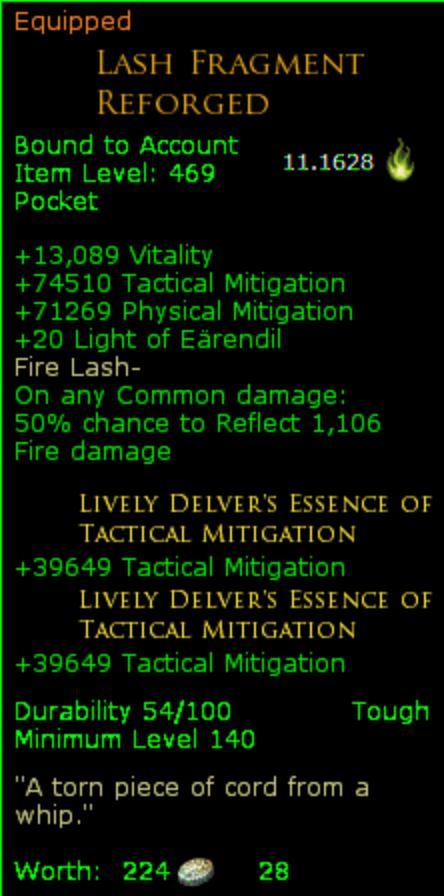 Equipped
LASH FRAGMENT
REFORGED
Bound to Account
Item Level: 469
11.1628
Pocket
+13,089 Vitality
+74510 Tactical Mitigation
+71269 Physical Mitigation
+20 Light of Eärendil
Fire Lash-
On any Common damage:
50% chance to Reflect 1,106
Fire damage
LIVELY DELVER'S ESSENCE OF
TACTICAL MITIGATION
+39649 Tactical Mitigation
LIVELY DELVER'S ESSENCE OF
TACTICAL MITIGATION
+39649 Tactical Mitigation
Durability 54/100 Tough
Minimum Level 140
"A torn piece of cord from a
whip."
Worth: 224 28